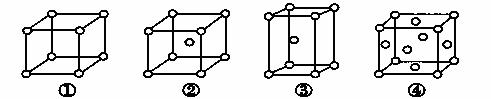 ① ② ③ ④